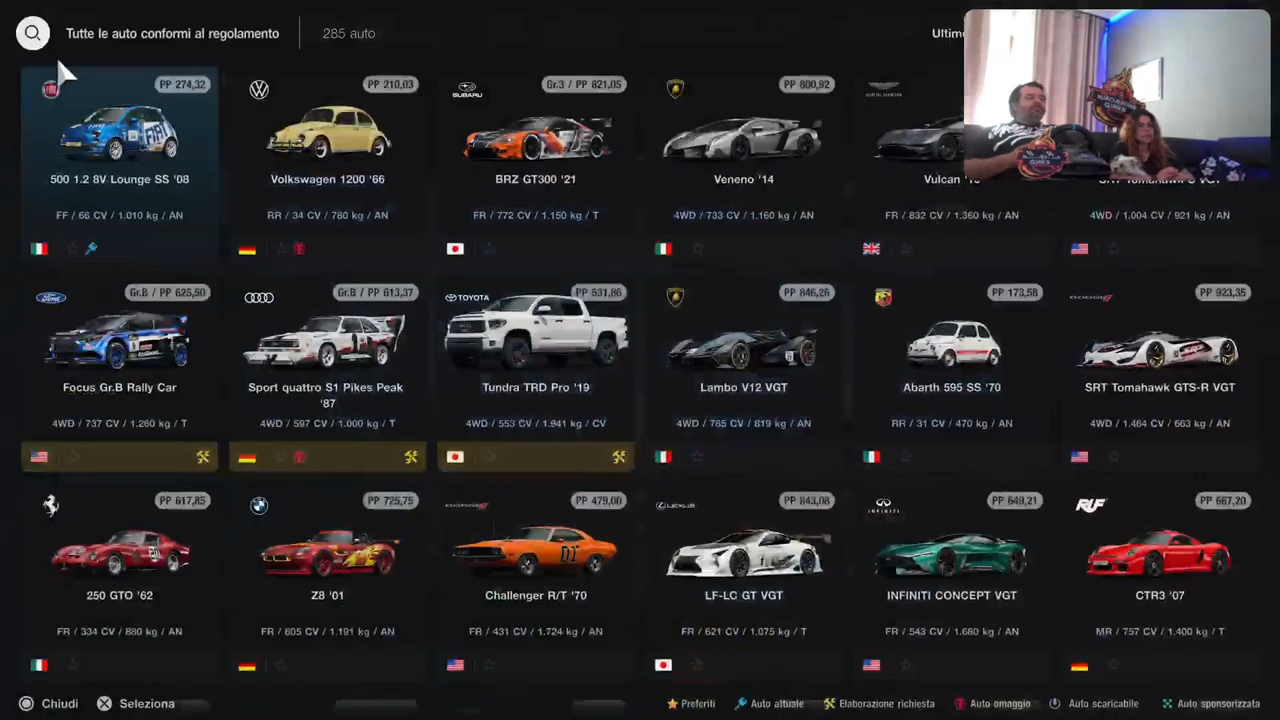 Tutte le auto conformi al regolamento
285 auto
Ultime
PP 274,32
500 1.2 8V Lounge SS '08
FF / 66 CV / 1.010 kg / AN
PP 210,03
Volkswagen 1200 '66
RR / 34 CV / 780 kg / AN
SUBARU
Gr.3 / PP 821,05
BRZ GT300 '21
FR / 772 CV / 1.150 kg / T
PP 800,92
Veneno '14
4WD / 733 CV / 1.160 kg / AN
ASTON MARTIN
Vulcan
FR / 832 CV / 1.360 kg / AN
4WD / 1.004 CV / 921 kg / AN
Ford
Gr.B / PP 625,50
Focus Gr.B Rally Car
4WD / 737 CV / 1.260 kg / T
Gr.B / PP 613,37
Sport quattro S1 Pikes Peak
'87
4WD / 597 CV / 1.000 kg / T
TOYOTA
PP 531,86
Tundra TRD Pro '19
4WD / 553 CV / 1.941 kg / CV
PP 846,26
Lambo V12 VGT
4WD / 765 CV / 819 kg / AN
PP 173,58
Abarth 595 SS '70
RR / 31 CV / 470 kg / AN
DODGE
PP 923,35
SRT Tomahawk GTS-R VGT
4WD / 1.464 CV / 663 kg / AN
PP 617,85
250 GTO '62
FR / 334 CV / 880 kg / AN
PP 725,75
Z8 '01
FR / 605 CV / 1.191 kg / AN
DODGE
PP 479,00
Challenger R/T '70
FR / 431 CV / 1.724 kg / AN
LEXUS
PP 843,08
LF-LC GT VGT
FR / 621 CV / 1.075 kg / T
INFINITI
PP 649,21
INFINITI CONCEPT VGT
FR / 543 CV / 1.680 kg / AN
RUF
PP 667,20
CTR3 '07
MR / 757 CV / 1.400 kg / T
Chiudi
Seleziona
Preferiti
Auto attuale
Elaborazione richiesta
Auto omaggio
Auto scaricabile
Auto sponsorizzata